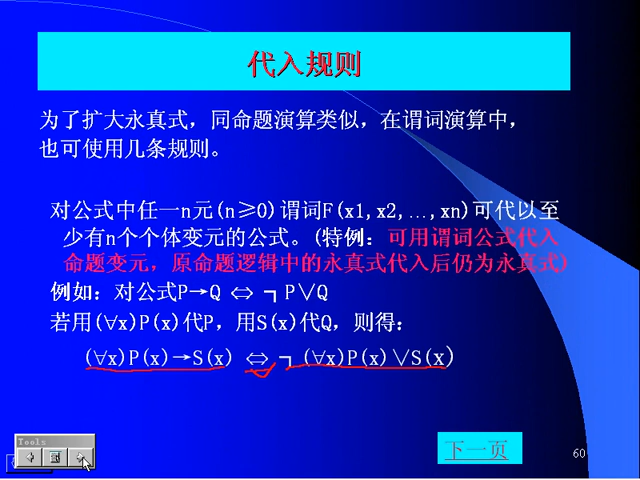 代入规则
为了扩大永真式，同命题演算类似，在谓词演算中，
也可使用几条规则。
对公式中任一n元(n≥0)谓词F(x1,x2,…,xn)可代以至
少有n个个体变元的公式。(特例：可用谓词公式代入
命题变元，原命题逻辑中的永真式代入后仍为永真式)
例如：对公式P→Q ⇔ ┓P∨Q
若用(∀x)P(x)代P，用S(x)代Q，则得：
(∀x)P(x)→S(x) ⇔ ┓(∀x)P(x)∨S(x)
下一页
60
Tools